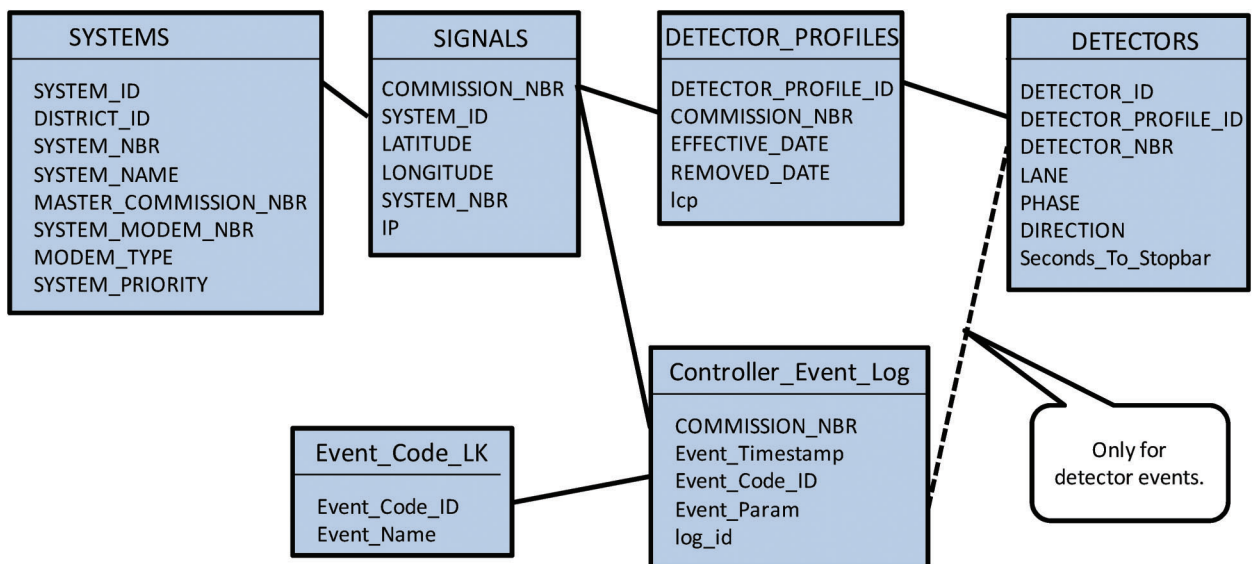 SYSTEMS
SYSTEM_ID
DISTRICT_ID
SYSTEM_NBR
SYSTEM_NAME
MASTER_COMMISSION_NBR
SYSTEM_MODEM_NBR
MODEM_TYPE
SYSTEM_PRIORITY
SIGNALS
COMMISSION_NBR
SYSTEM_ID
LATITUDE
LONGITUDE
SYSTEM_NBR
IP
DETECTOR_PROFILES
DETECTOR_PROFILE_ID
COMMISSION_NBR
EFFECTIVE_DATE
REMOVED_DATE
lcp
DETECTORS
DETECTOR_ID
DETECTOR_PROFILE_ID
DETECTOR_NBR
LANE
PHASE
DIRECTION
Seconds_To_Stopbar
Event_Code_LK
Event_Code_ID
Event_Name
Controller_Event_Log
COMMISSION_NBR
Event_Timestamp
Event_Code_ID
Event_Param
log_id
Only for
detector events.